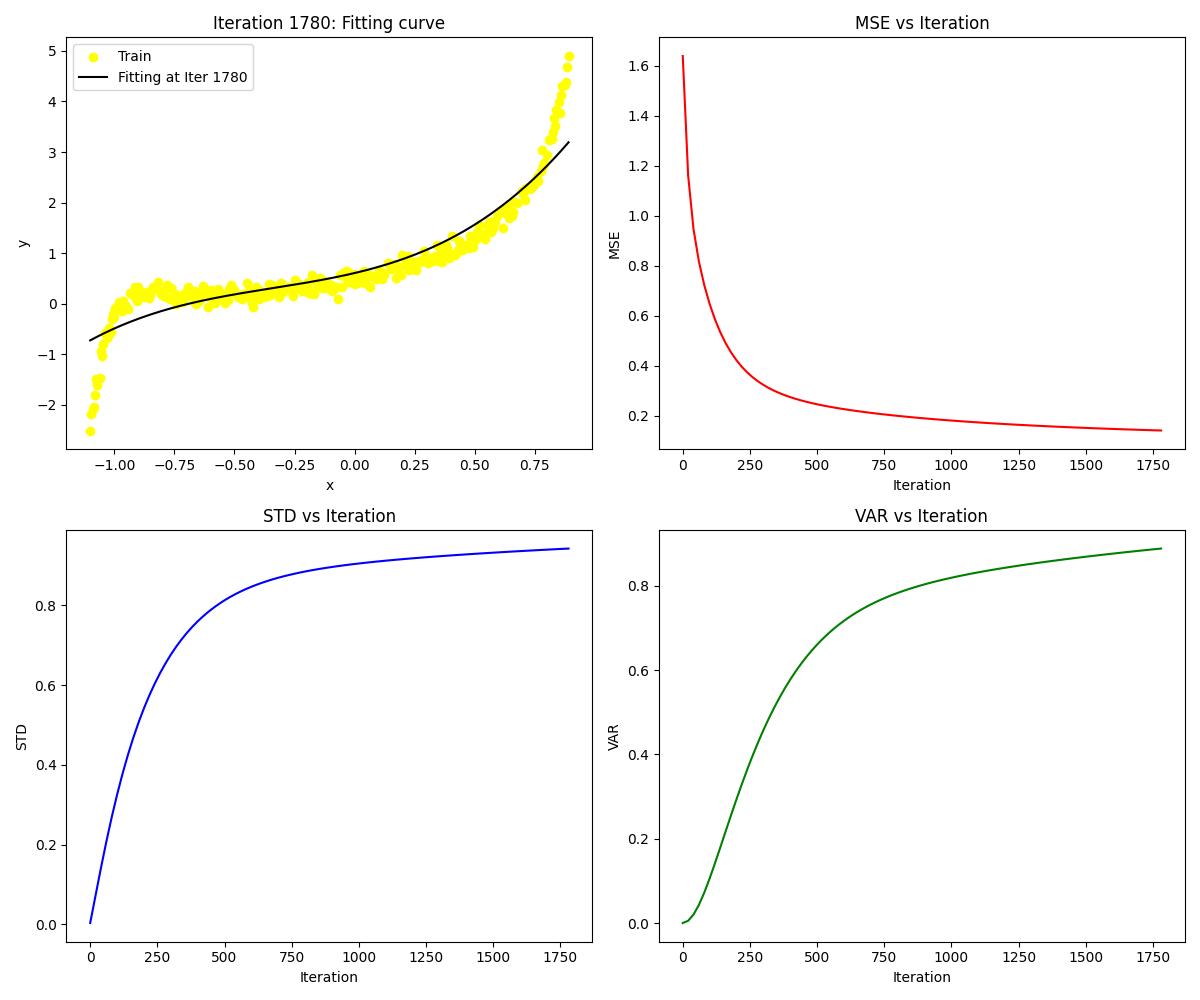 Iteration 1780: Fitting curve
Train
Fitting at Iter 1780
5
4
3
2
1
0
−1
−2
y
−1.00 −0.75 −0.50 −0.25 0.00 0.25 0.50 0.75
x
MSE vs Iteration
1.6
1.4
1.2
1.0
0.8
0.6
0.4
0.2
MSE
0 250 500 750 1000 1250 1500 1750
Iteration
STD vs Iteration
0.8
0.6
0.4
0.2
0.0
STD
0 250 500 750 1000 1250 1500 1750
Iteration
VAR vs Iteration
0.8
0.6
0.4
0.2
0.0
VAR
0 250 500 750 1000 1250 1500 1750
Iteration